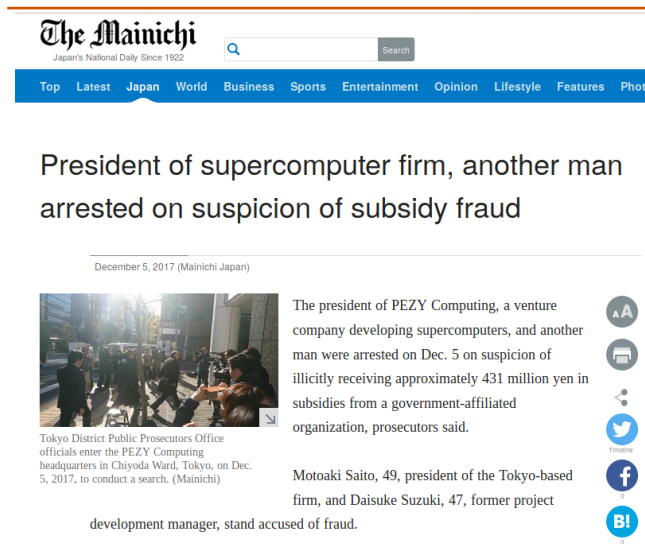 The Mainichi
Japan's National Daily Since 1922
Search
Top Latest Japan World Business Sports Entertainment Opinion Lifestyle Features Phot
President of supercomputer firm, another man
arrested on suspicion of subsidy fraud
December 5, 2017 (Mainichi Japan)
The president of PEZY Computing, a venture
company developing supercomputers, and another
man were arrested on Dec. 5 on suspicion of
illicitly receiving approximately 431 million yen in
subsidies from a government-affiliated
organization, prosecutors said.
Tokyo District Public Prosecutors Office
officials enter the PEZY Computing
headquarters in Chiyoda Ward, Tokyo, on Dec.
5, 2017, to conduct a search. (Mainichi)
Motoaki Saito, 49, president of the Tokyo-based
firm, and Daisuke Suzuki, 47, former project
development manager, stand accused of fraud.
AA
Timeline
f
0
B!
0